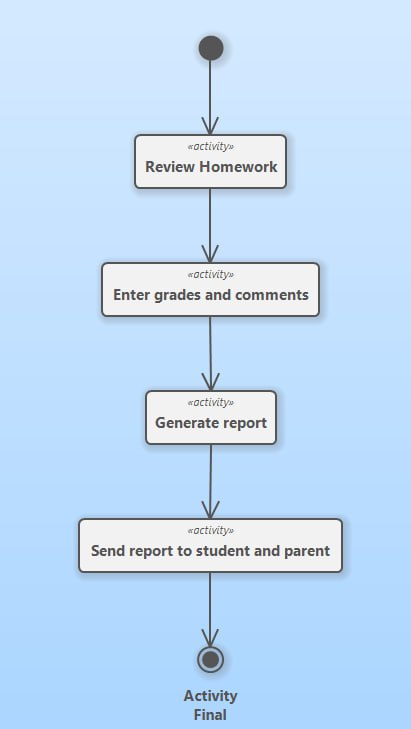 «activity»
Review Homework
«activity»
Enter grades and comments
«activity»
Generate report
«activity»
Send report to student and parent
Activity
Final